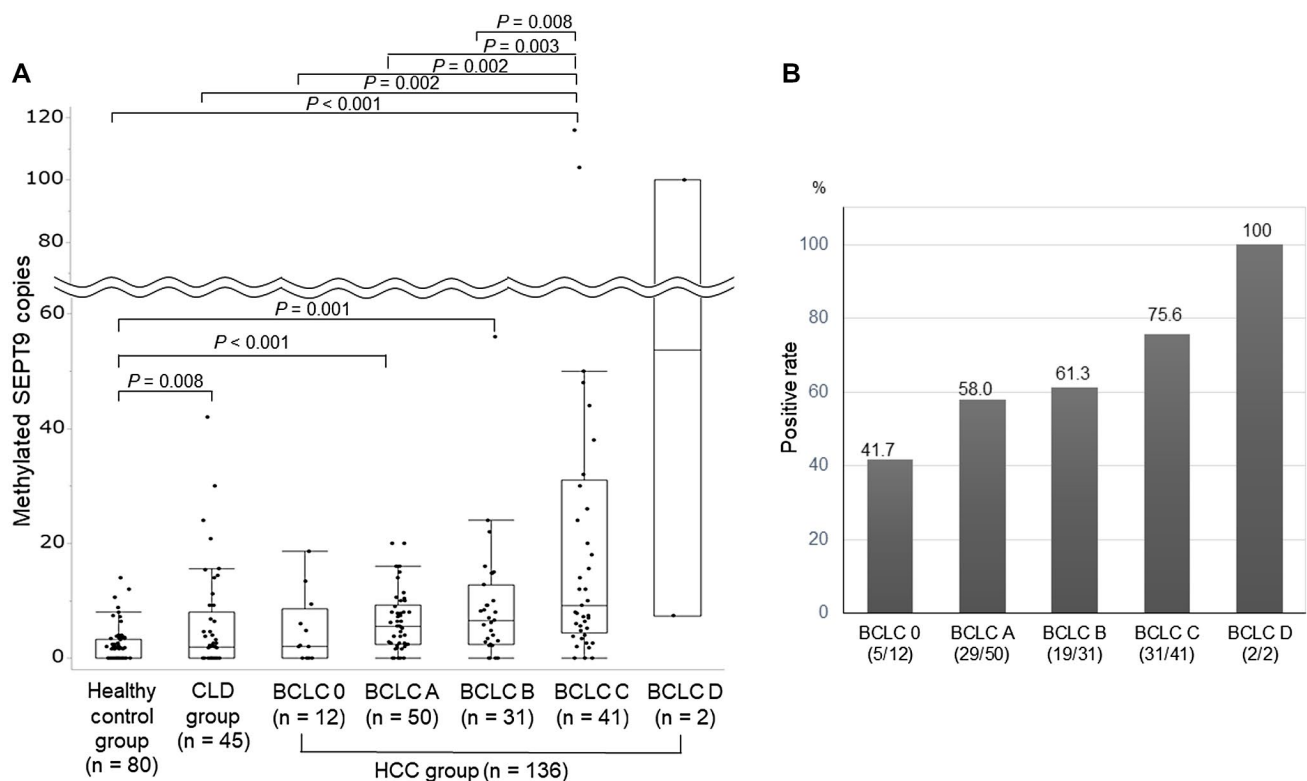 A
P = 0.008
P = 0.003
P = 0.002
P = 0.002
P < 0.001
120
100
80
60
40
20
0
Methylated SEPT9 copies
P = 0.001
P < 0.001
P = 0.008
Healthy
control
group
(n = 80)
CLD
group
(n = 45)
BCLC 0
(n = 12)
BCLC A
(n = 50)
BCLC B
(n = 31)
BCLC C
(n = 41)
BCLC D
(n = 2)
HCC group (n = 136)
B
%
100
80
60
40
20
0
Positive rate
41.7
58.0
61.3
75.6
100
BCLC 0
(5/12)
BCLC A
(29/50)
BCLC B
(19/31)
BCLC C
(31/41)
BCLC D
(2/2)